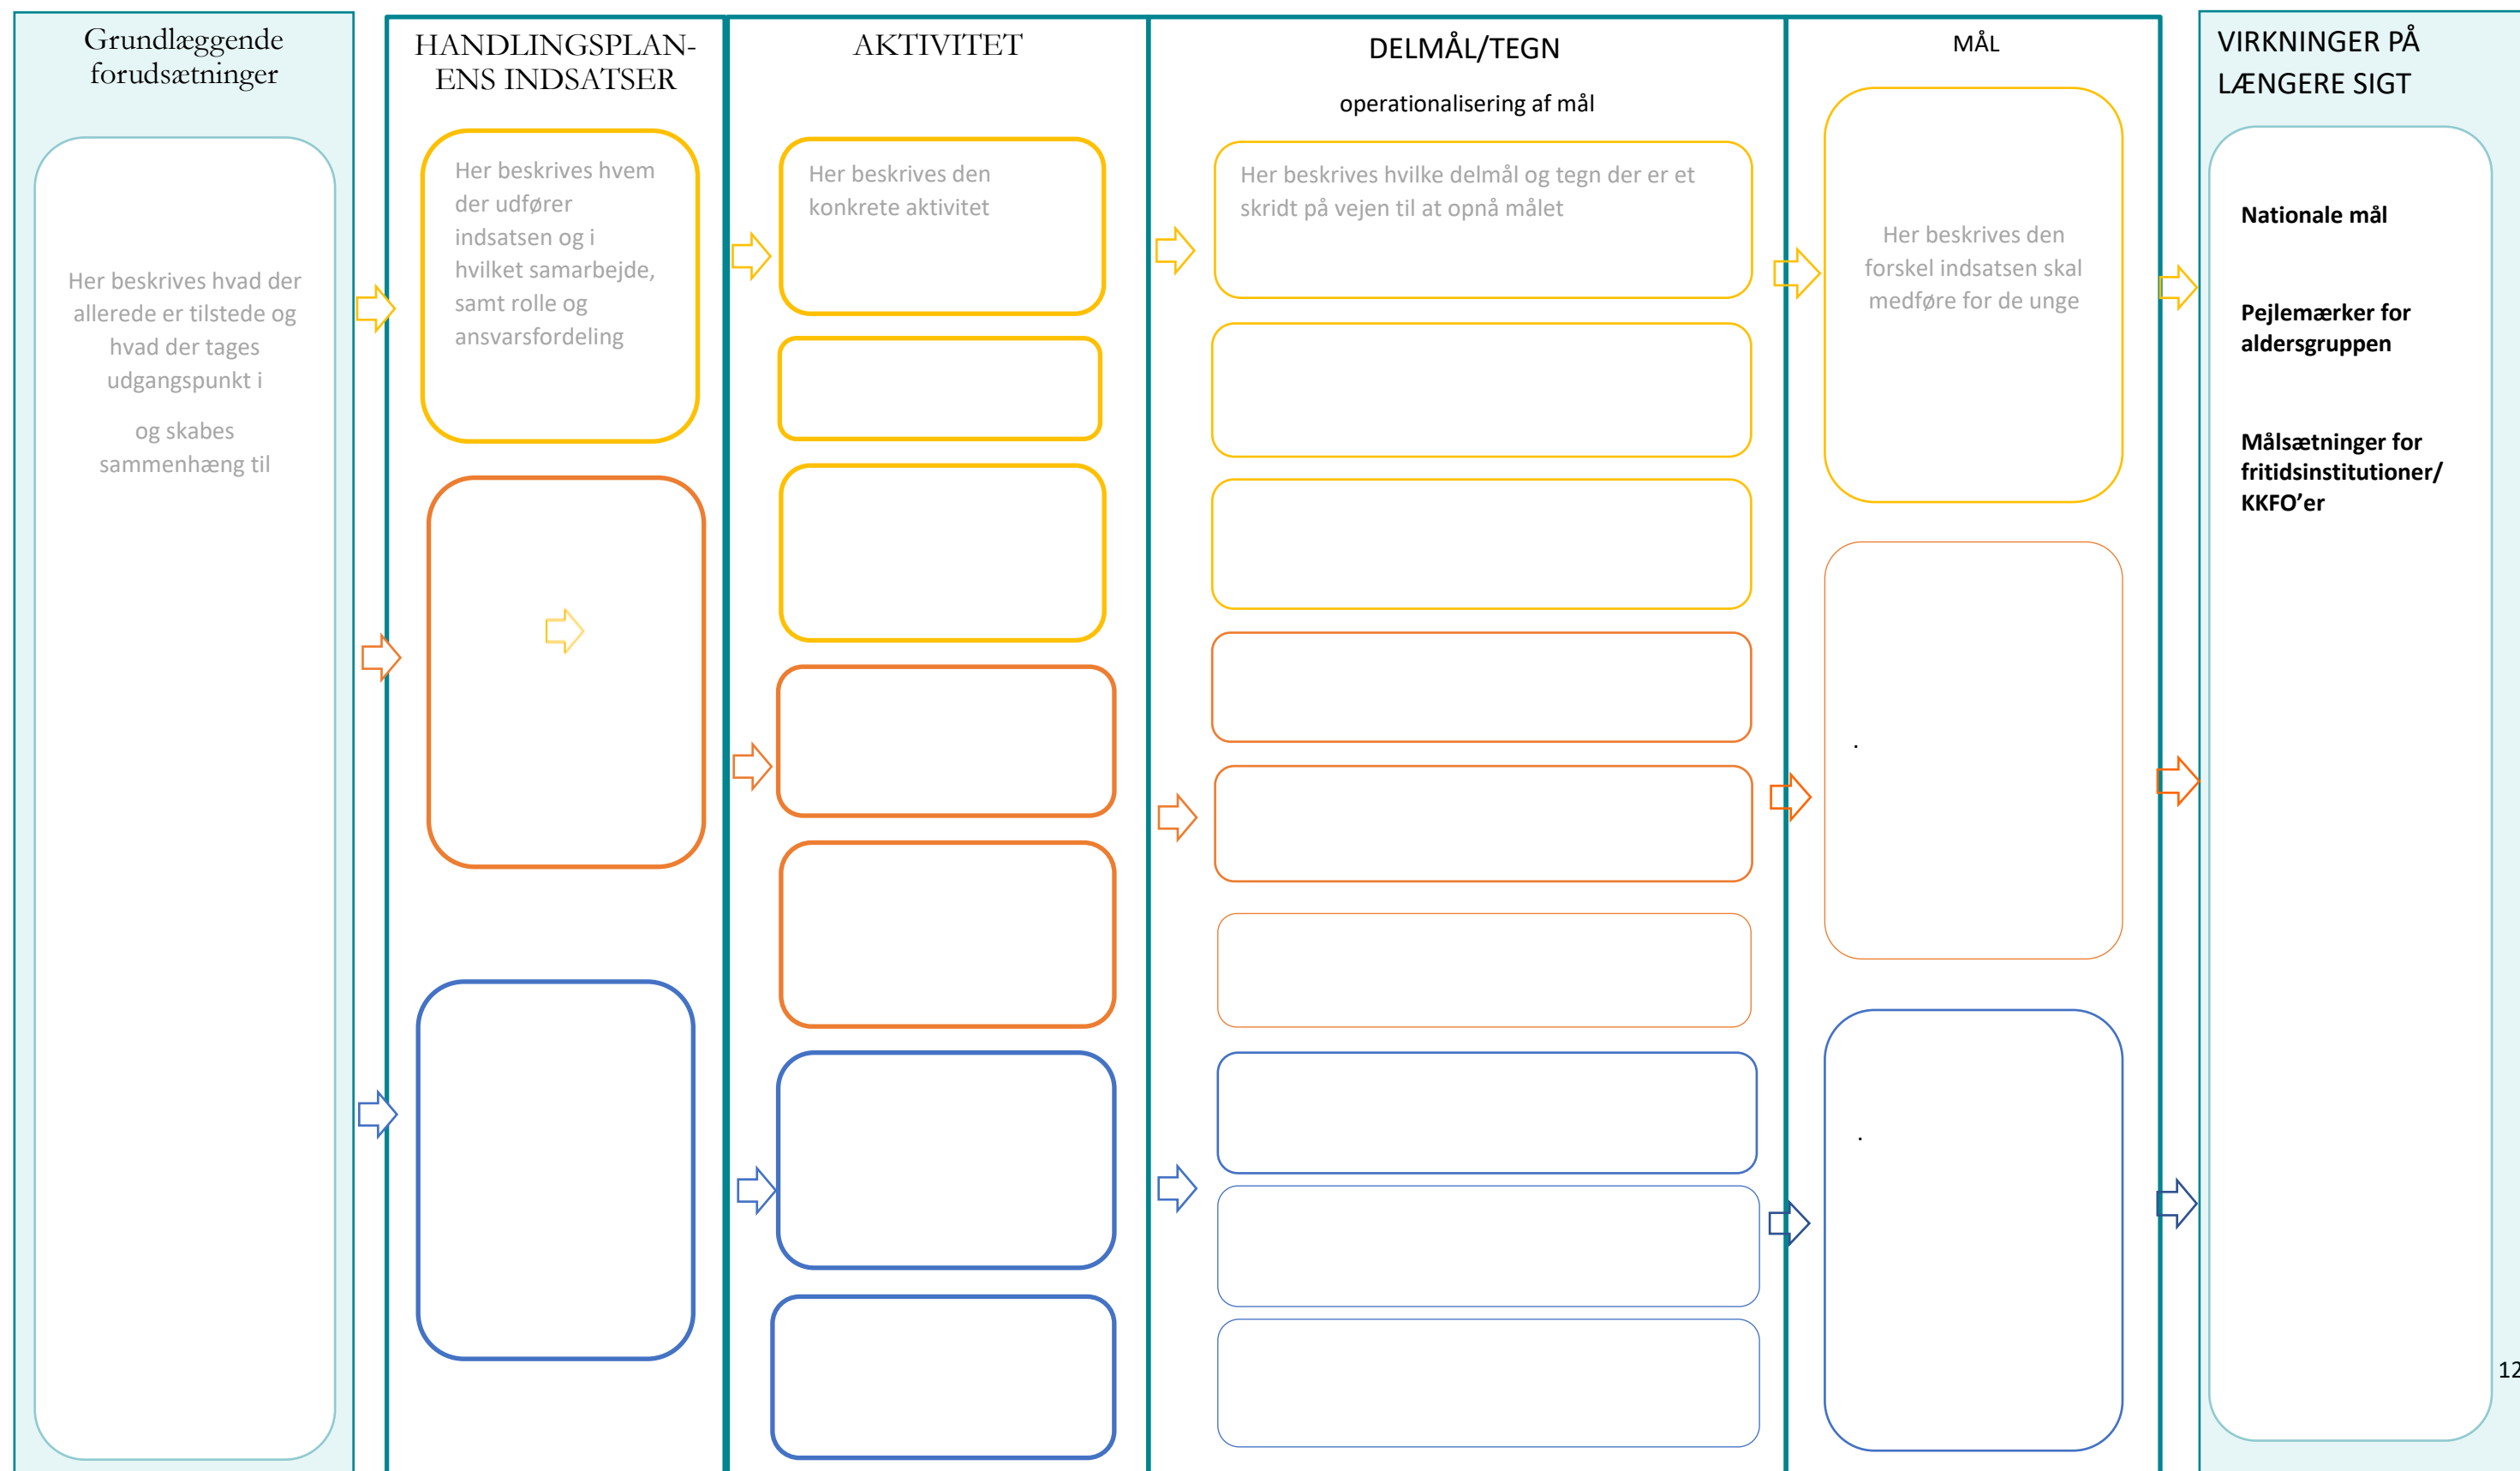 Grundlæggende
forudsætninger
Her beskrives hvad der
allerede er tilstede og
hvad der tages
udgangspunkt i
og skabes
sammenhæng til
HANDLINGSPLAN-
ENS INDSATSER
Her beskrives hvem
der udfører
indsatsen og i
hvilket samarbejde,
samt rolle og
ansvarsfordeling
AKTIVITET
Her beskrives den
konkrete aktivitet
DELMÅL/TEGN
operationalisering af mål
Her beskrives hvilke delmål og tegn der er et
skridt på vejen til at opnå målet
MÅL
Her beskrives den
forskel indsatsen skal
medføre for de unge
.
.
VIRKNINGER PÅ
LÆNGERE SIGT
Nationale mål
Pejlemærker for
aldersgruppen
Målsætninger for
fritidsinstitutioner/
KKFO’er
12